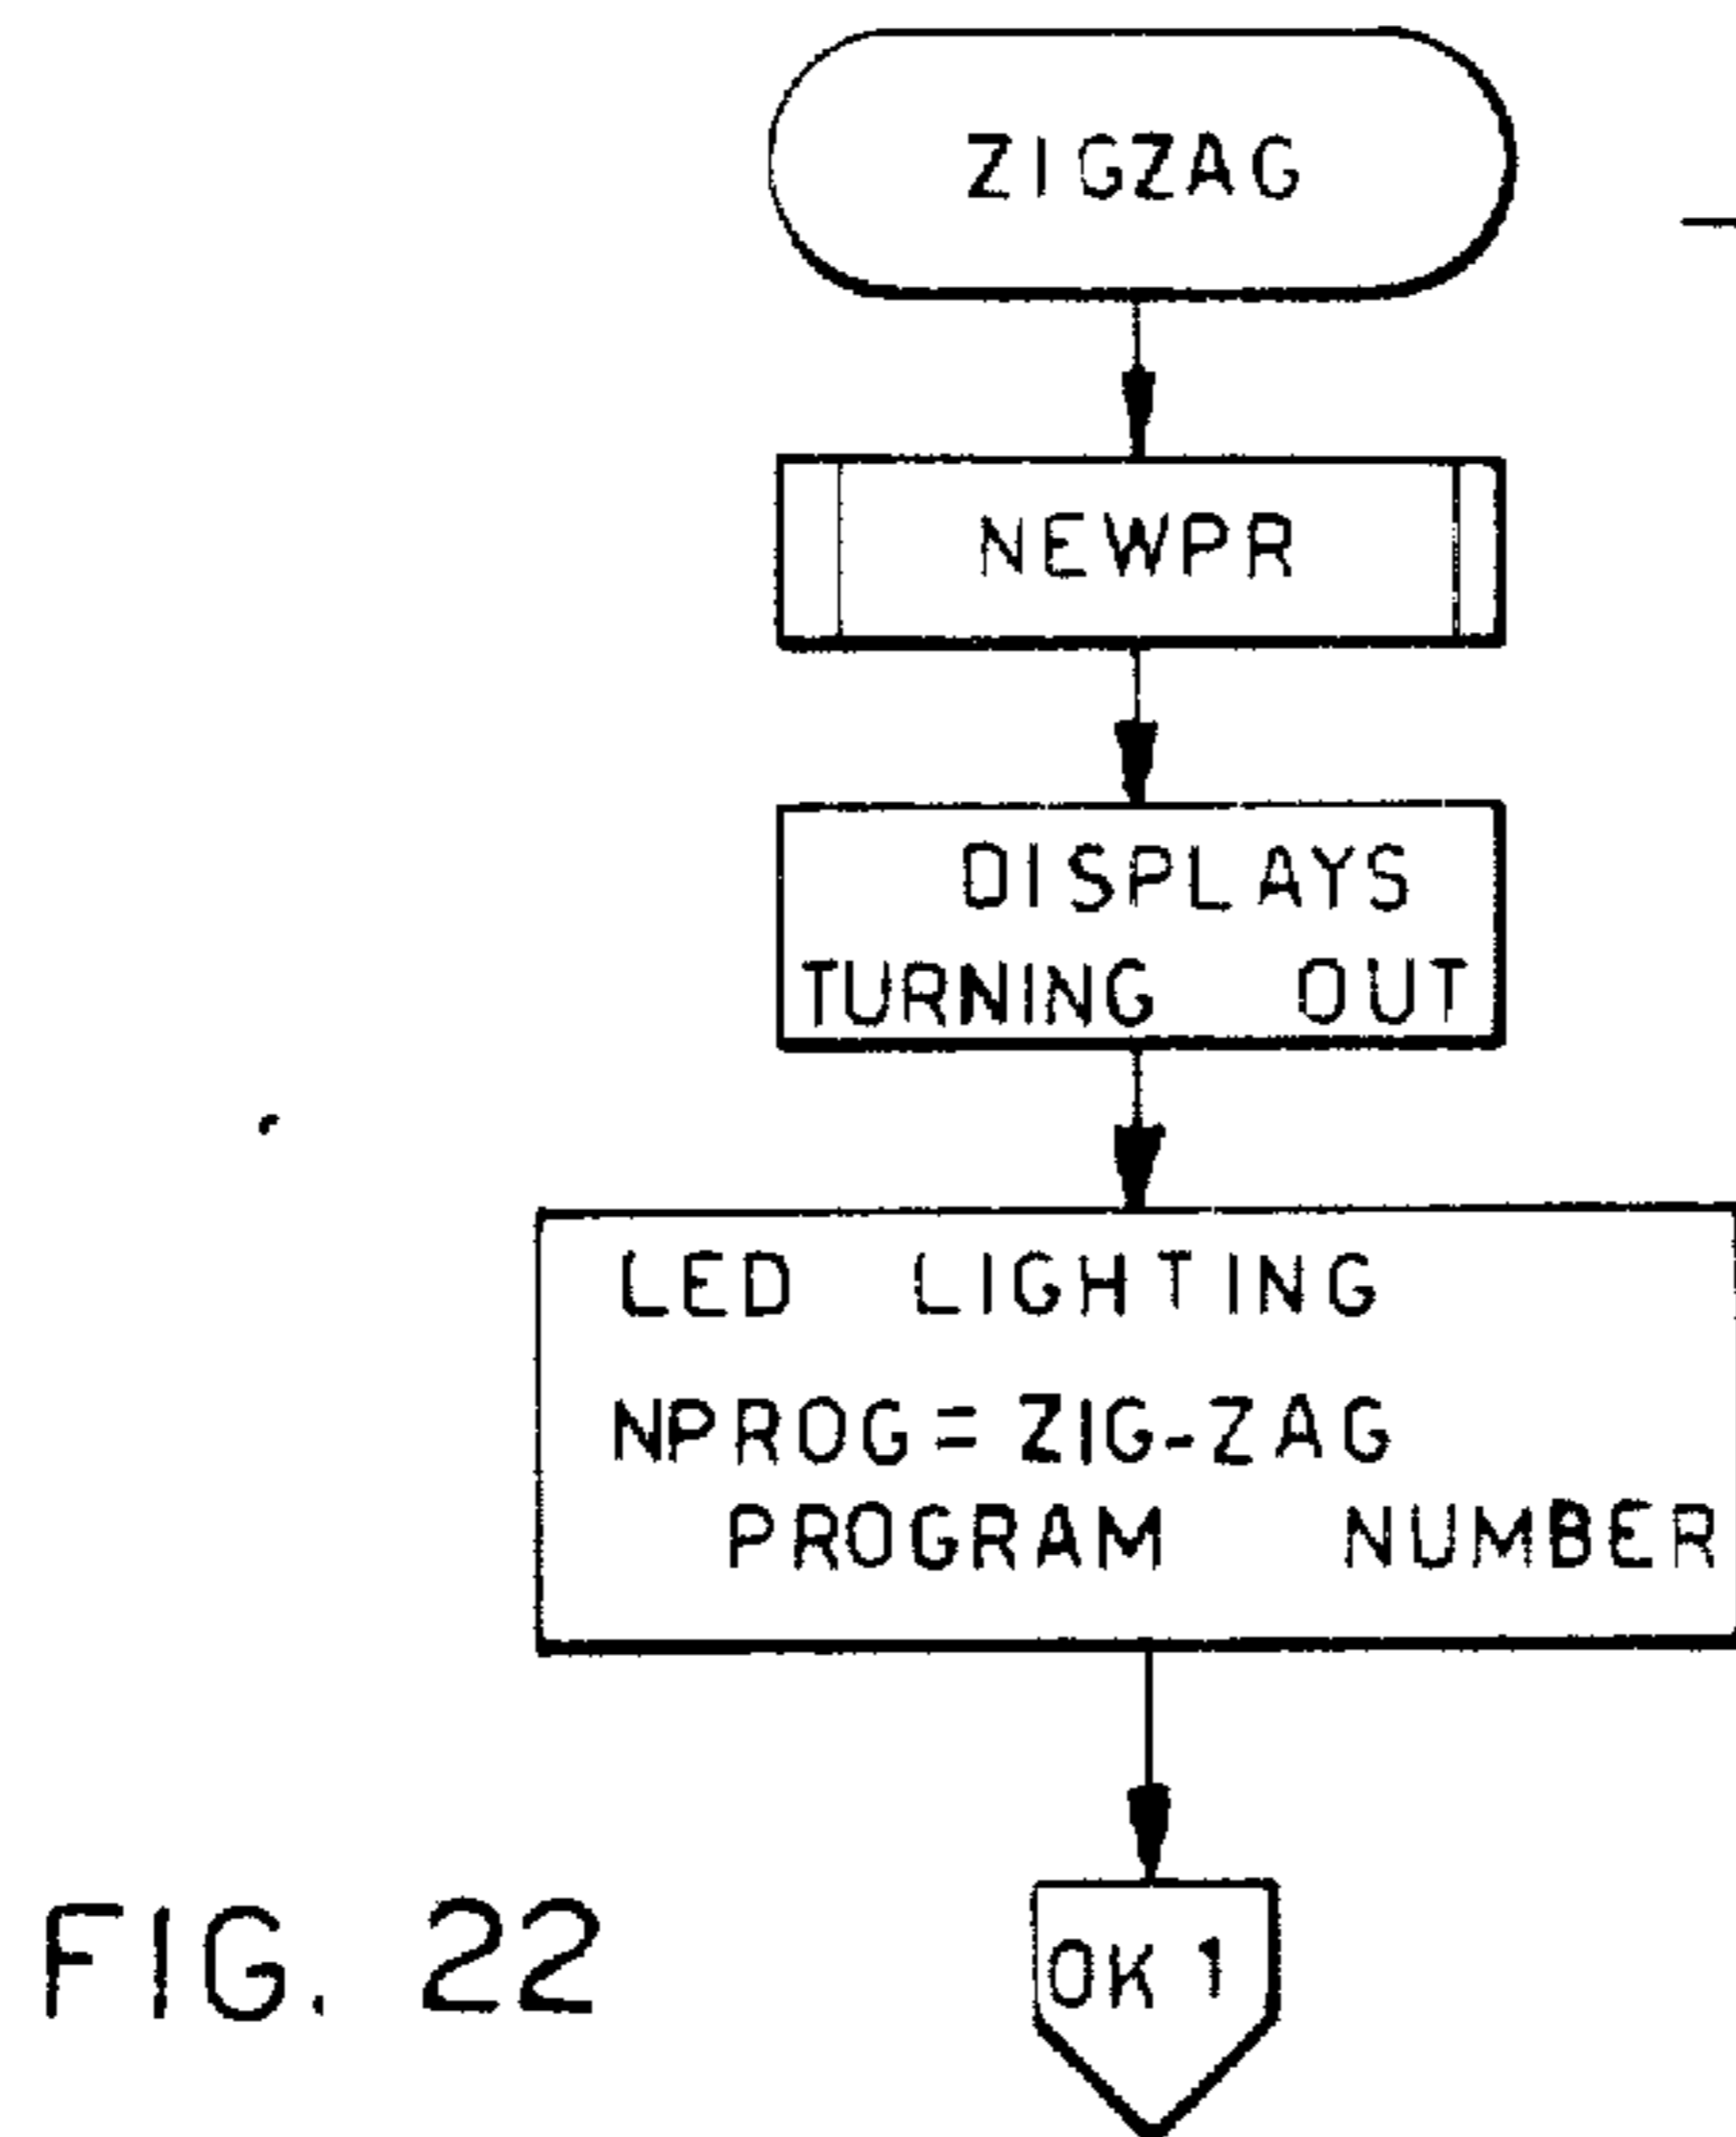 ZIGZAG
NEWPR
DISPLAYS
TURNING OUT
LED LIGHTING
NPROG = ZIG-ZAG
PROGRAM NUMBER
OK 1
FIG. 22